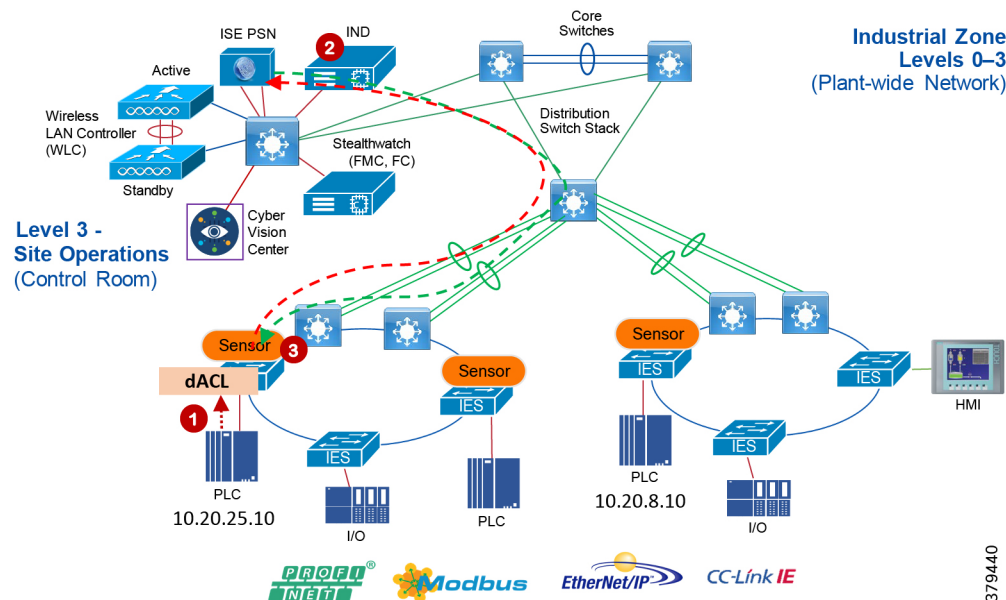 ISE PSN
IND
2
Active
Wireless
LAN Controller
(WLC)
Standby
Stealthwatch
(FMC, FC)
Cyber
Vision
Center
Level 3 -
Site Operations
(Control Room)
Core
Switches
Distribution
Switch Stack
Industrial Zone
Levels 0–3
(Plant-wide Network)
Sensor
3
dACL
1
PLC
10.20.25.10
IES
I/O
Sensor
IES
PLC
Sensor
IES
PLC
10.20.8.10
IES
I/O
IES
HMI
PROFI
NET
®
Modbus
EtherNet/IP
CC-Link IE
379440